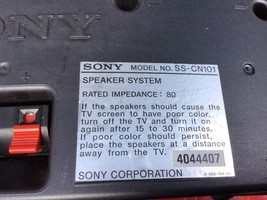 SONY
SONY MODEL NO. SS-CN101
SPEAKER SYSTEM
RATED IMPEDANCE: 8Ω
If the speakers should cause the
TV screen to have poor color,
turn off the TV and turn it on
again after 15 to 30 minutes.
If poor color should persist,
place the speakers at a distance
away from the TV.
4044407
SONY CORPORATION